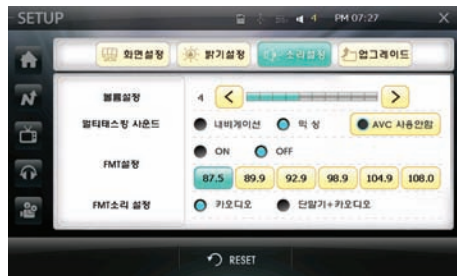 SETUP 4 PM 07:27 X
화면설정 밝기설정 소리설정 업그레이드
볼륨설정 4 < >
멀티태스킹 사운드 내비게이션 믹싱 AVC 사용안함
FMT설정 ON OFF
87.5 89.9 92.9 98.9 104.9 108.0
FMT소리 설정 카오디오 단말기+카오디오
RESET